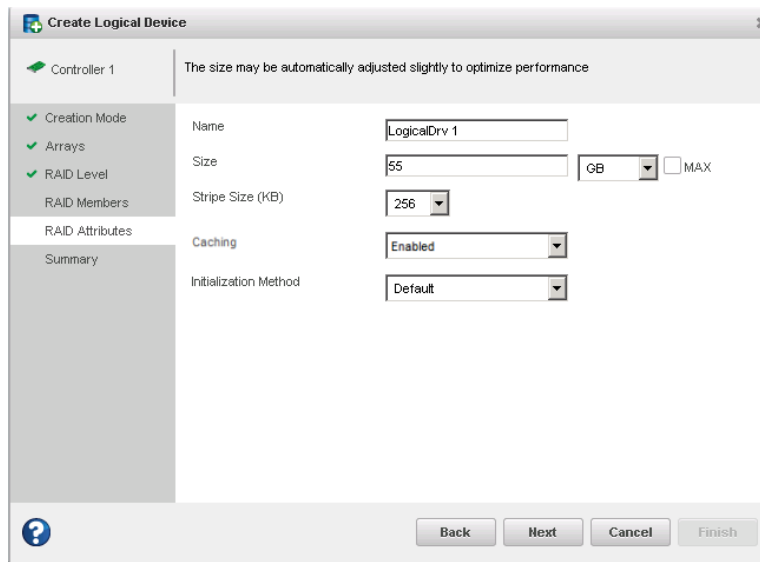 Create Logical Device
Controller 1
The size may be automatically adjusted slightly to optimize performance
Creation Mode
Arrays
RAID Level
RAID Members
RAID Attributes
Summary
Name
LogicalDrv 1
Size
55
GB
MAX
Stripe Size (KB)
256
Caching
Enabled
Initialization Method
Default
?
Back
Next
Cancel
Finish